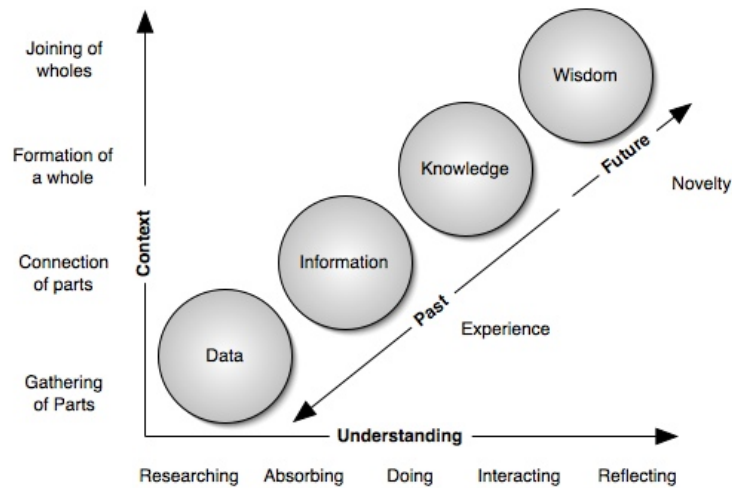 Joining of
wholes
Wisdom
Formation of
a whole
Knowledge
Future
Novelty
Context
Connection
of parts
Information
Past
Experience
Data
Gathering
of Parts
Understanding
Researching Absorbing Doing Interacting Reflecting